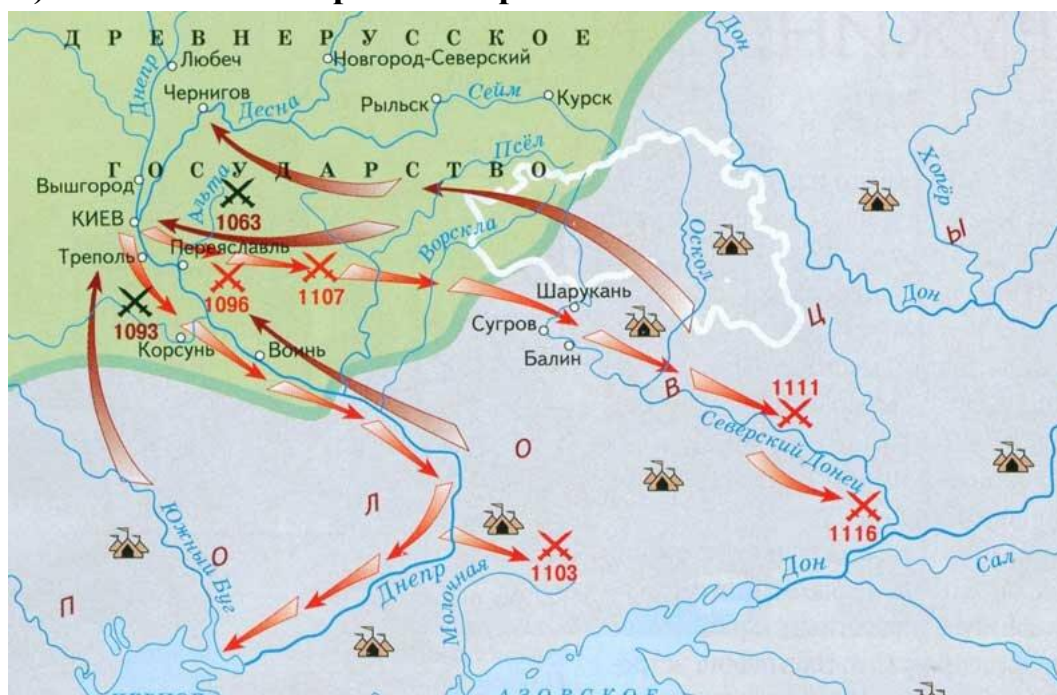 Д Р Е В Н Е Р У С С К О Е
Любеч
Новгород-Северский
Днепр
Дон
Чернигов
Десна
Рыльск
Сейм
Курск
Хопёр
Псёл
Г О С У Д А Р С Т В О
Вышгород
Альта
1063
КИЕВ
Ворскла
Оскол
Ы
Треполь
Переяславль
1096
1107
Дон
1093
Шарукань
Ц
Корсунь
Воинь
Сугров
Балин
В
1111
О
Северский Донец
Л
1116
Южный Буг
О
1103
Днепр
Молочная
Дон
Сал
П
АЗОВСКОЕ